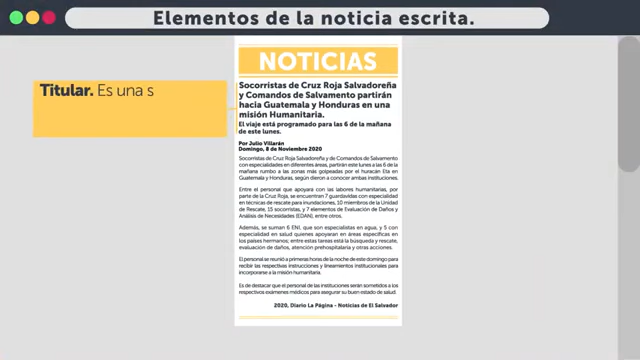 Elementos de la noticia escrita.
Titular. Es una s
NOTICIAS
Socorristas de Cruz Roja Salvadoreña
y Comandos de Salvamento partirán
hacia Guatemala y Honduras en una
misión Humanitaria.
El viaje está programado para las 6 de la mañana
de este lunes.
Por Julio Villarán
Domingo, 8 de Noviembre 2020
Socorristas de Cruz Roja Salvadoreña y de Comandos de Salvamento
con especialidades en diferentes áreas, partirán este lunes a las 6 de la
mañana rumbo a las zonas más golpeadas por el huracán Eta en
Guatemala y Honduras, según dieron a conocer ambas instituciones.
Entre el personal que apoyará con las labores humanitarias, por
parte de la Cruz Roja, se encuentran 7 guardavidas con especialidad
en técnicas de rescate para inundaciones, 10 miembros de la Unidad
de Rescate, 15 socorristas, y 7 elementos de Evaluación de Daños y
Análisis de Necesidades (EDAN), entre otros.
Además, se suman 6 ENI, que son especialistas en agua, y 5 con
especialidad en salud quienes apoyaran en áreas específicas en
los países hermanos; entre estas tareas está la búsqueda y rescate,
evaluación de daños, atención prehospitalaria y otras acciones.
El personal se reunió a primeras horas de la noche de este domingo para
recibir las respectivas instrucciones y lineamientos institucionales para
incorporarse a la misión humanitaria.
Es de destacar que el personal de las instituciones serán sometidos a los
respectivos exámenes médicos para asegurar su buen estado de salud
2020, Diario La Página - Noticias de El Salvador